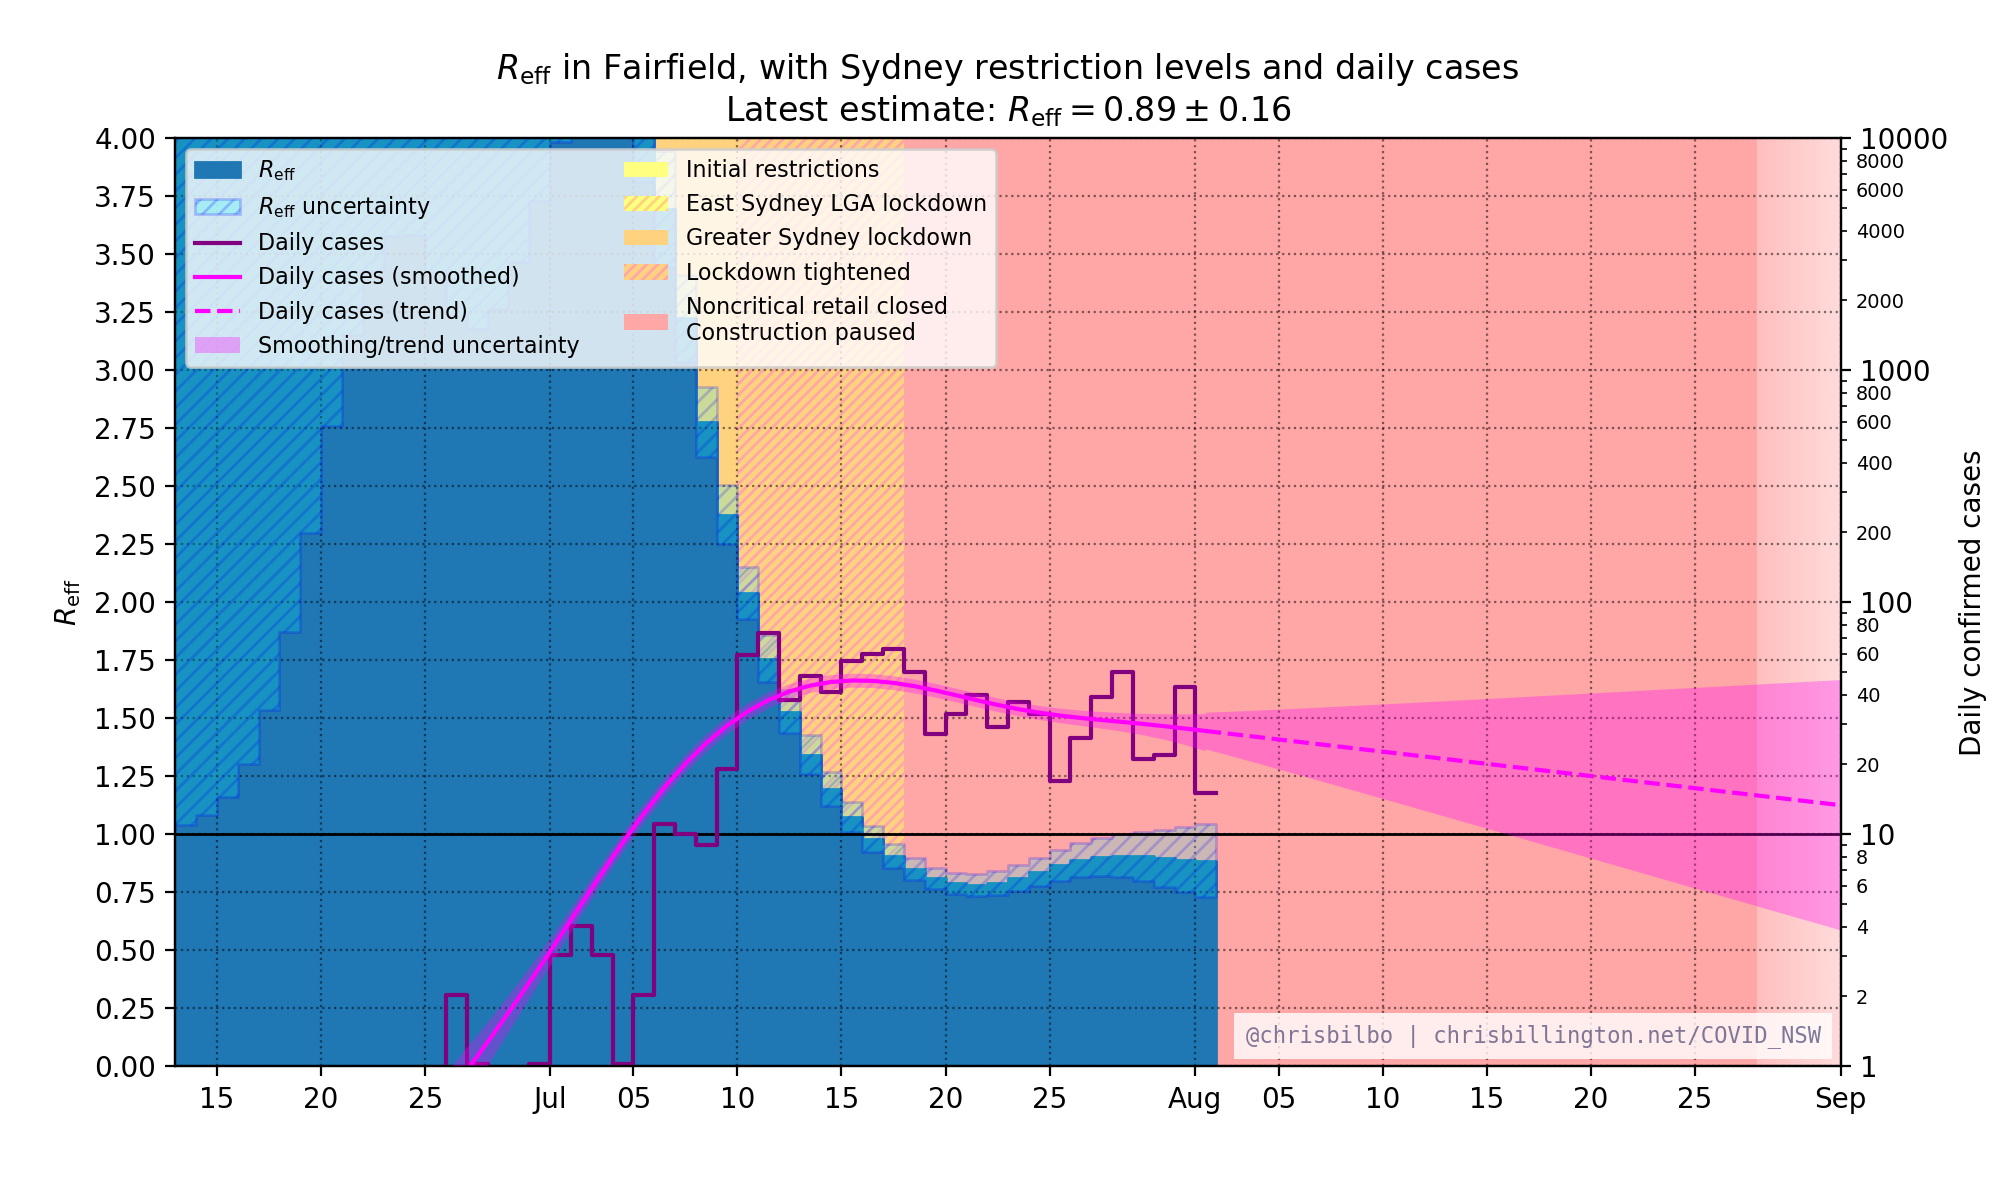 Reff in Fairfield, with Sydney restriction levels and daily cases
Latest estimate: Reff = 0.89 ± 0.16
Reff
Reff uncertainty
Daily cases
Daily cases (smoothed)
Daily cases (trend)
Smoothing/trend uncertainty
Initial restrictions
East Sydney LGA lockdown
Greater Sydney lockdown
Lockdown tightened
Noncritical retail closed
Construction paused
4.00
3.75
3.50
3.25
3.00
2.75
2.50
2.25
2.00
1.75
1.50
1.25
1.00
0.75
0.50
0.25
0.00
Reff
10000
8000
6000
4000
2000
1000
800
600
400
200
100
80
60
40
20
10
8
6
4
2
1
Daily confirmed cases
@chrisbilbo | chrisbillington.net/COVID_NSW
15 20 25 Jul 05 10 15 20 25 Aug 05 10 15 20 25 Sep